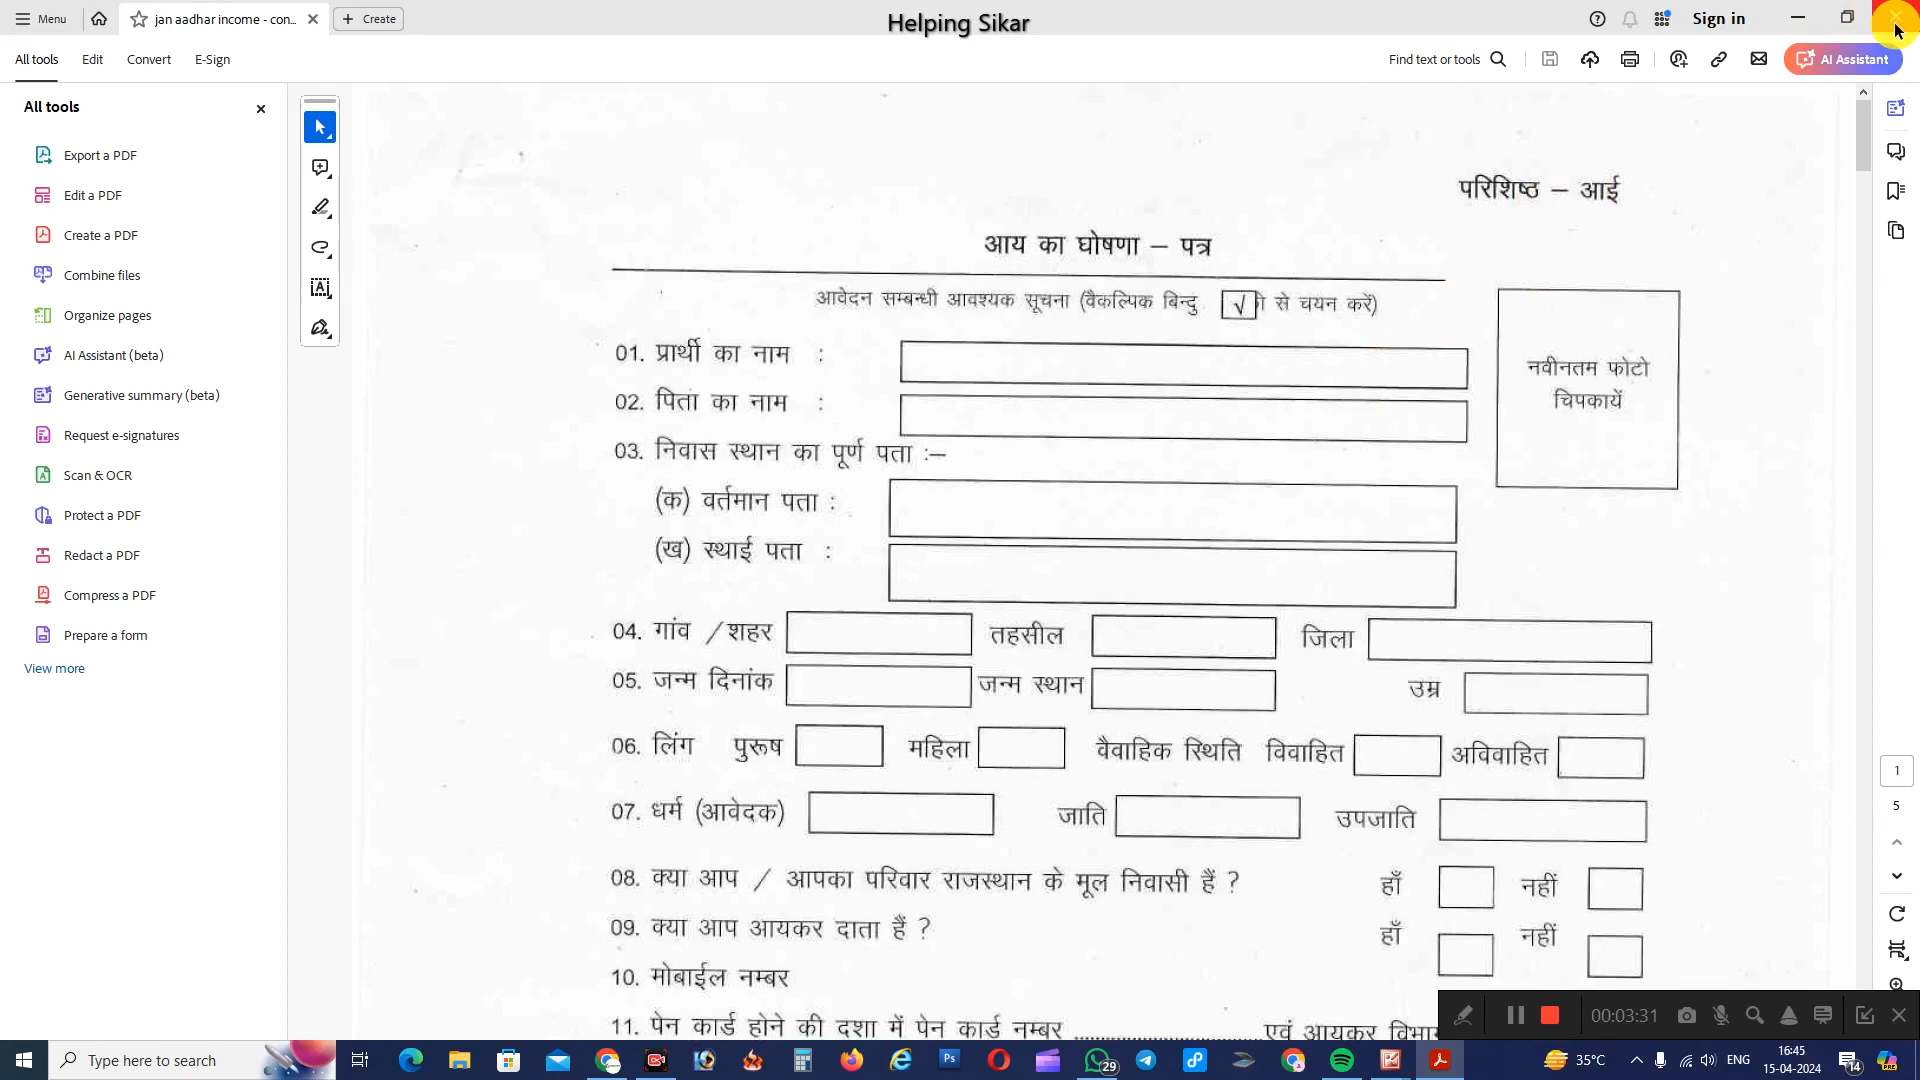 Menu
jan aadhar income - con...
Create
Helping Sikar
Sign in
All tools
Edit
Convert
E-Sign
Find text or tools
AI Assistant
All tools
Export a PDF
Edit a PDF
Create a PDF
Combine files
Organize pages
AI Assistant (beta)
Generative summary (beta)
Request e-signatures
Scan & OCR
Protect a PDF
Redact a PDF
Compress a PDF
Prepare a form
View more
परिशिष्ठ – आई
आय का घोषणा – पत्र
आवेदन सम्बन्धी आवश्यक सूचना (वैकल्पिक बिन्दु √ से चयन करें)
नवीनतम फोटो
चिपकायें
01. प्रार्थी का नाम :
02. पिता का नाम :
03. निवास स्थान का पूर्ण पता :–
(क) वर्तमान पता :
(ख) स्थाई पता :
04. गांव / शहर तहसील जिला
05. जन्म दिनांक जन्म स्थान उम्र
06. लिंग पुरूष महिला वैवाहिक स्थिति विवाहित अविवाहित
07. धर्म (आवेदक) जाति उपजाति
08. क्या आप / आपका परिवार राजस्थान के मूल निवासी हैं ? हाँ नहीं
09. क्या आप आयकर दाता हैं ? हाँ नहीं
10. मोबाईल नम्बर
11. पेन कार्ड होने की दशा में पेन कार्ड नम्बर ........................... एवं आयकर
1
5
00:03:31
Type here to search
Ps
29
35°C
ENG
16:45
15-04-2024
14